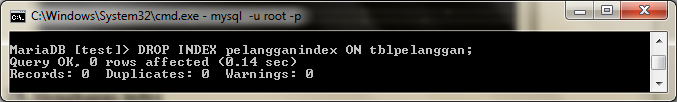 C:\Windows\System32\cmd.exe - mysql -u root -p
MariaDB [test]> DROP INDEX pelangganindex ON tblpelanggan;
Query OK, 0 rows affected (0.14 sec)
Records: 0  Duplicates: 0  Warnings: 0